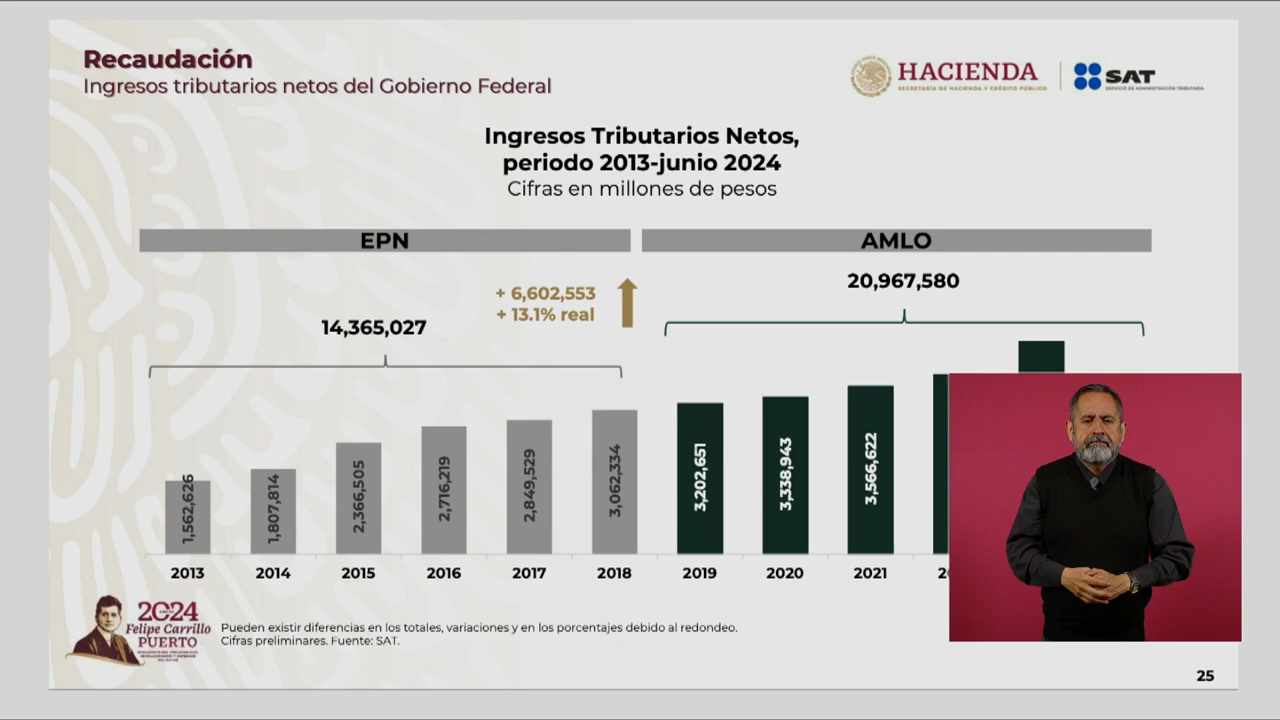 Recaudación
Ingresos tributarios netos del Gobierno Federal
HACIENDA
SECRETARÍA DE HACIENDA Y CRÉDITO PÚBLICO
SAT
SERVICIO DE ADMINISTRACIÓN TRIBUTARIA
Ingresos Tributarios Netos,
periodo 2013-junio 2024
Cifras en millones de pesos
EPN
AMLO
20,967,580
+ 6,602,553
+ 13.1% real
14,365,027
1,562,626
1,807,814
2,366,505
2,716,219
2,849,529
3,062,334
3,202,651
3,338,943
3,566,622
2013 2014 2015 2016 2017 2018 2019 2020 2021
2024
Felipe Carrillo
PUERTO
Pueden existir diferencias en los totales, variaciones y en los porcentajes debido al redondeo.
Cifras preliminares. Fuente: SAT.
25